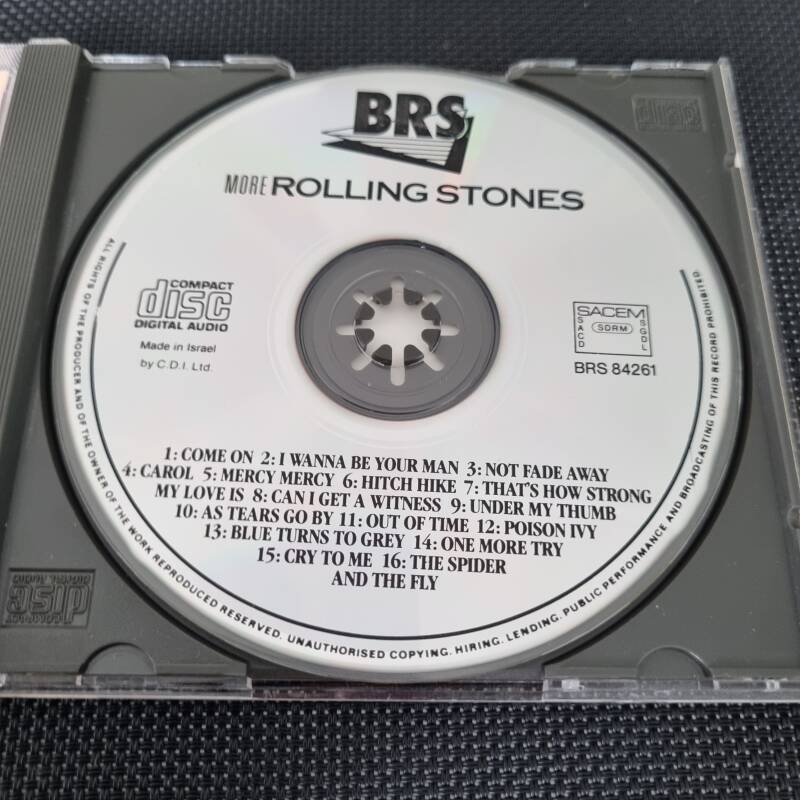 BRS
MORE ROLLING STONES
COMPACT
disc
DIGITAL AUDIO
Made in Israel
by C.D.I. Ltd.
SACEM
SACD
SDRM
SGDL
BRS 84261
1: COME ON 2: I WANNA BE YOUR MAN 3: NOT FADE AWAY
4: CAROL 5: MERCY MERCY 6: HITCH HIKE 7: THAT'S HOW STRONG
MY LOVE IS 8: CAN I GET A WITNESS 9: UNDER MY THUMB
10: AS TEARS GO BY 11: OUT OF TIME 12: POISON IVY
13: BLUE TURNS TO GREY 14: ONE MORE TRY
15: CRY TO ME 16: THE SPIDER
AND THE FLY
ALL RIGHTS OF THE PRODUCER AND OF THE OWNER OF THE WORK REPRODUCED RESERVED. UNAUTHORISED COPYING, HIRING, LENDING, PUBLIC PERFORMANCE AND BROADCASTING OF THIS RECORD PROHIBITED.
COMPACT
disc
DIGITAL AUDIO